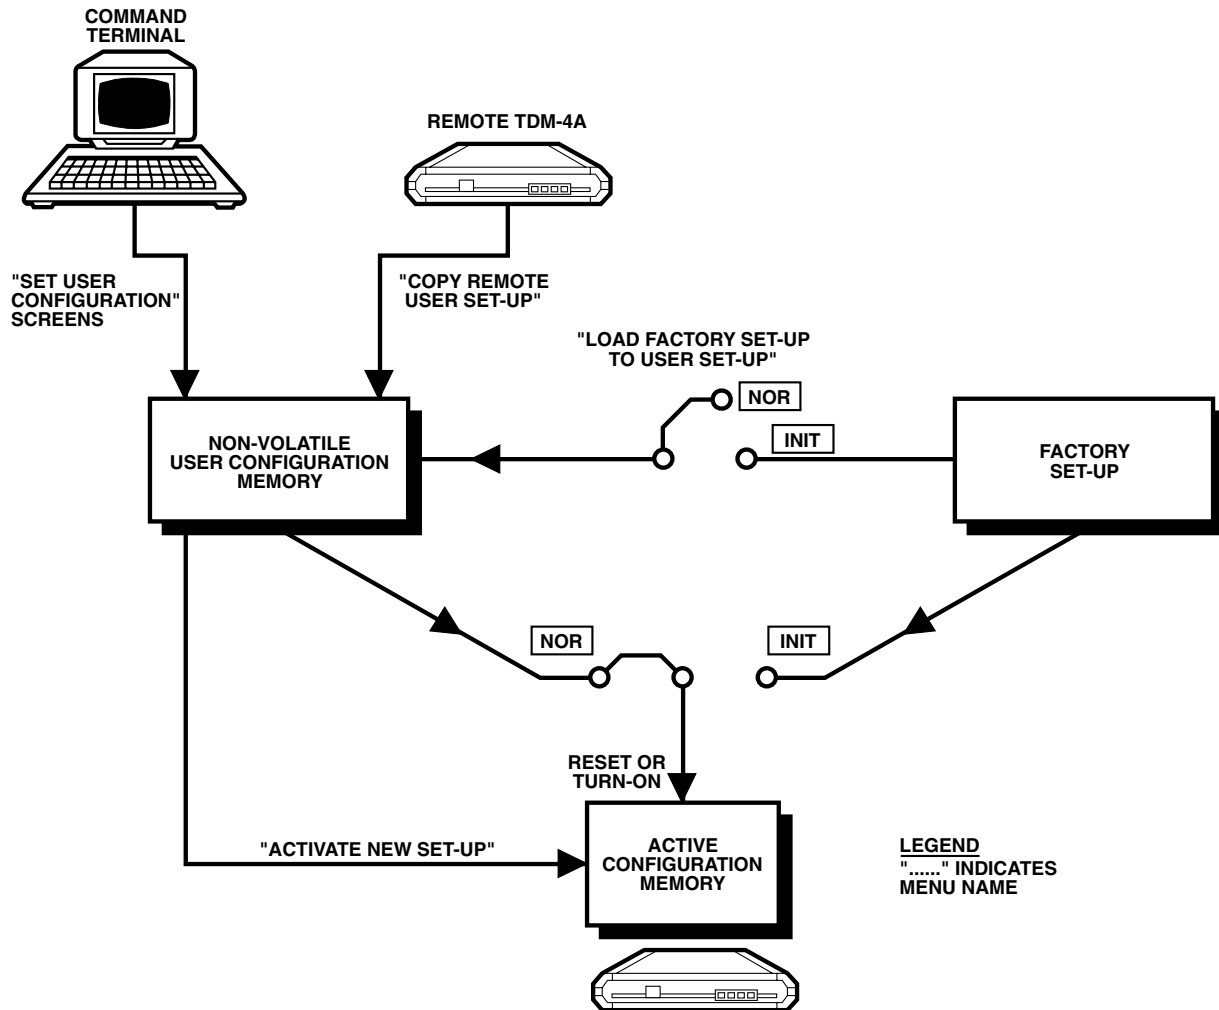 COMMAND
TERMINAL
REMOTE TDM-4A
"SET USER
CONFIGURATION"
SCREENS
"COPY REMOTE
USER SET-UP"
"LOAD FACTORY SET-UP
TO USER SET-UP"
NOR
INIT
NON-VOLATILE
USER CONFIGURATION
MEMORY
FACTORY
SET-UP
NOR
INIT
RESET OR
TURN-ON
"ACTIVATE NEW SET-UP"
ACTIVE
CONFIGURATION
MEMORY
LEGEND
"......" INDICATES
MENU NAME